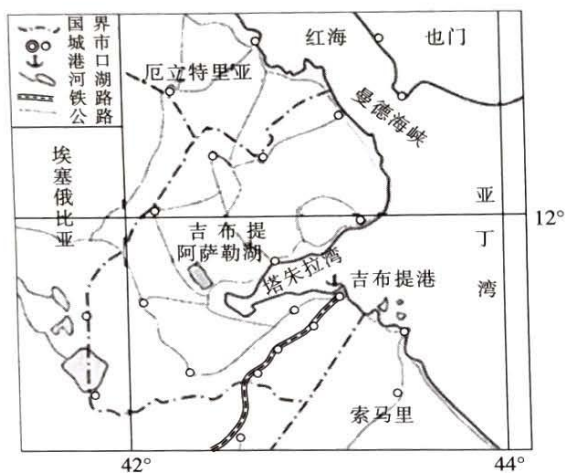 国 界
城 市
港 口
河 湖
铁 路
公 路
红海
也门
厄立特里亚
曼德海峡
埃塞俄比亚
亚丁湾
12°
吉布提
阿萨勒湖
塔朱拉湾
吉布提港
索马里
42°
44°